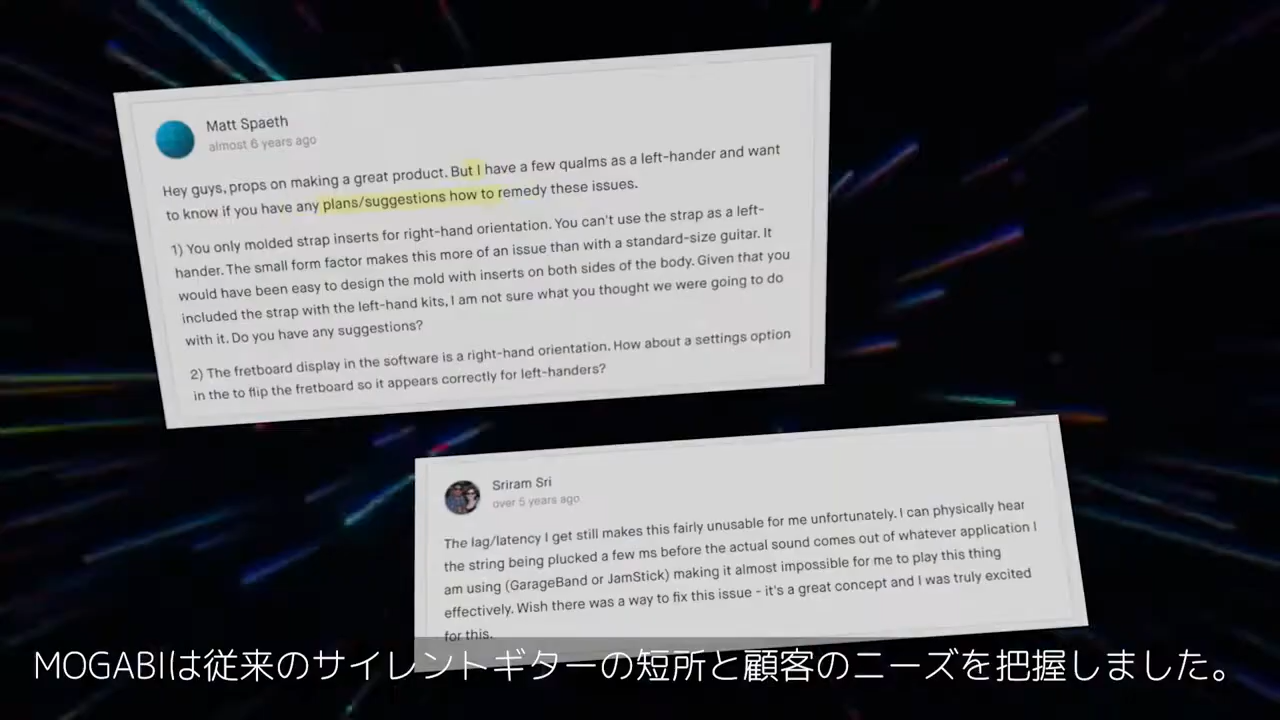 Matt Spaeth
almost 6 years ago
Hey guys, props on making a great product. But I have a few qualms as a left-hander and want
to know if you have any plans/suggestions how to remedy these issues.
1) You only molded strap inserts for right-hand orientation. You can't use the strap as a left-
hander. The small form factor makes this more of an issue than with a standard-size guitar. It
would have been easy to design the mold with inserts on both sides of the body. Given that you
included the strap with the left-hand kits, I am not sure what you thought we were going to do
with it. Do you have any suggestions?
2) The fretboard display in the software is a right-hand orientation. How about a settings option
in the to flip the fretboard so it appears correctly for left-handers?
Sriram Sri
over 5 years ago
The lag/latency I get still makes this fairly unusable for me unfortunately. I can physically hear
the string being plucked a few ms before the actual sound comes out of whatever application I
am using (GarageBand or JamStick) making it almost impossible for me to play this thing
effectively. Wish there was a way to fix this issue - it's a great concept and I was truly excited
for this.
MOGABIは従来のサイレントギターの短所と顧客のニーズを把握しました。